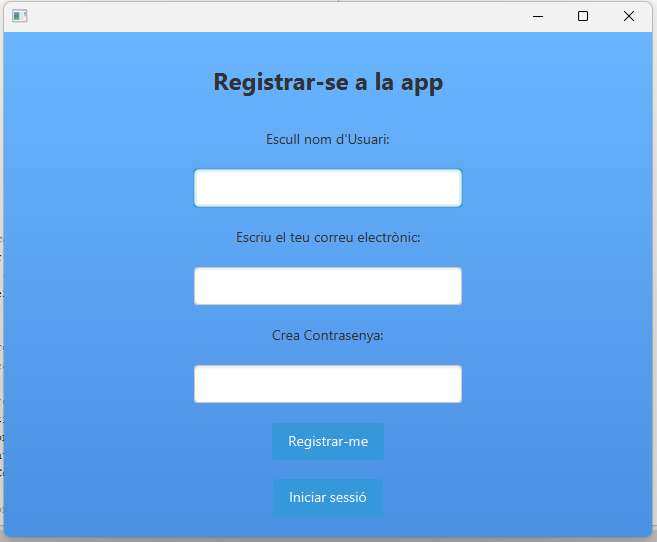 Registrar-se a la app
Escull nom d'Usuari:
Escriu el teu correu electrònic:
Crea Contrasenya:
Registrar-me
Iniciar sessió